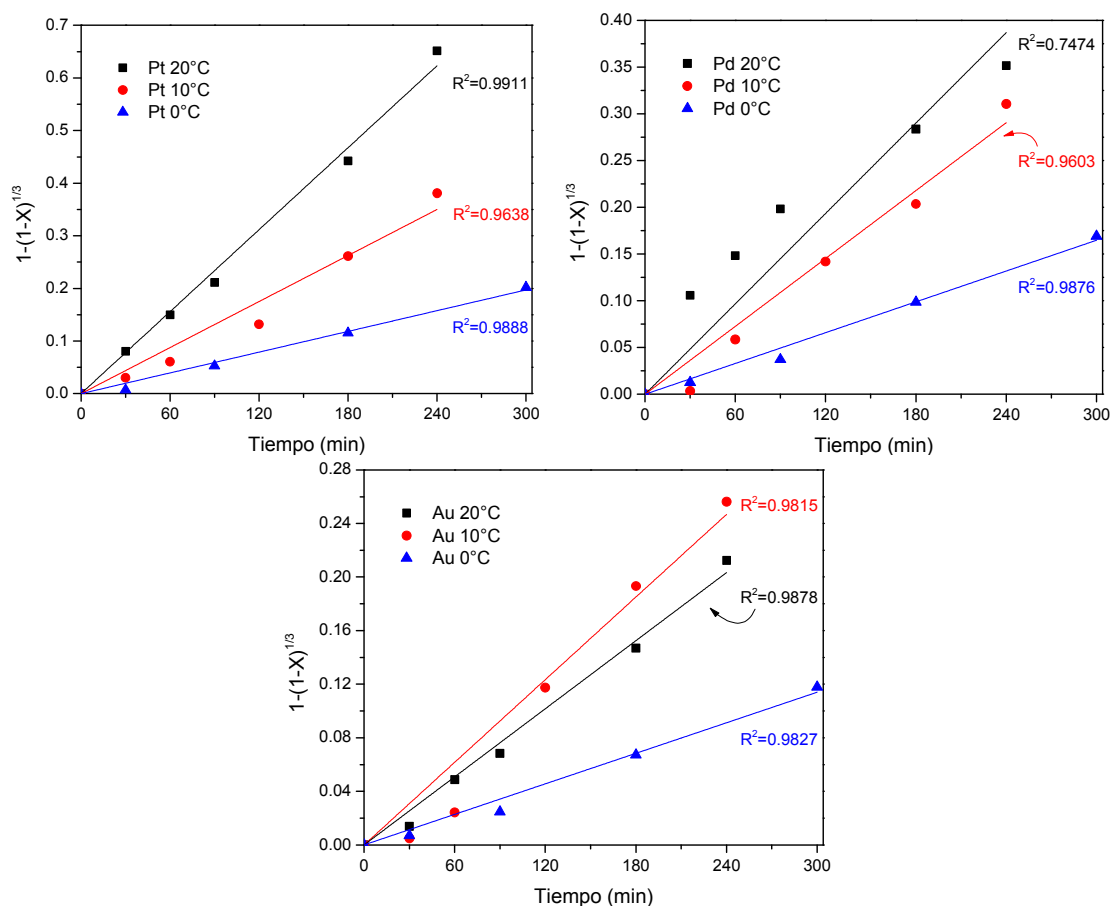 0.7
0.6
0.5
0.4
0.3
0.2
0.1
0.0
1-(1-X)^1/3
Pt 20°C
Pt 10°C
Pt 0°C
R²=0.9911
R²=0.9638
R²=0.9888
0 60 120 180 240 300
Tiempo (min)
0.40
0.35
0.30
0.25
0.20
0.15
0.10
0.05
0.00
1-(1-X)^1/3
Pd 20°C
Pd 10°C
Pd 0°C
R²=0.7474
R²=0.9603
R²=0.9876
0 60 120 180 240 300
Tiempo (min)
0.28
0.24
0.20
0.16
0.12
0.08
0.04
0.00
1-(1-X)^1/3
Au 20°C
Au 10°C
Au 0°C
R²=0.9815
R²=0.9878
R²=0.9827
0 60 120 180 240 300
Tiempo (min)